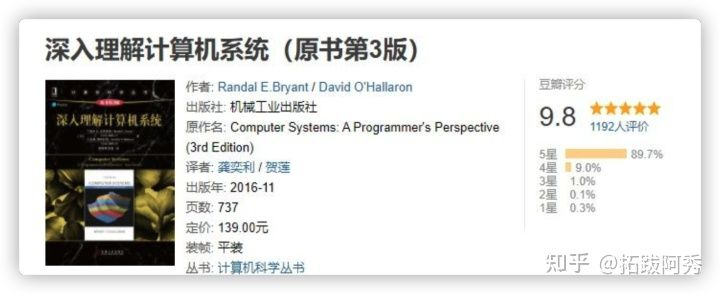 深入理解计算机系统（原书第3版）
作者: Randal E.Bryant / David O'Hallaron
出版社: 机械工业出版社
原作名: Computer Systems: A Programmer's Perspective
(3rd Edition)
译者: 龚奕利 / 贺莲
出版年: 2016-11
页数: 737
定价: 139.00元
装帧: 平装
丛书: 计算机科学丛书
豆瓣评分
9.8
1192人评价
5星 89.7%
4星 9.0%
3星 1.0%
2星 0.1%
1星 0.3%
深入理解计算机系统
知乎 @拓跋阿秀